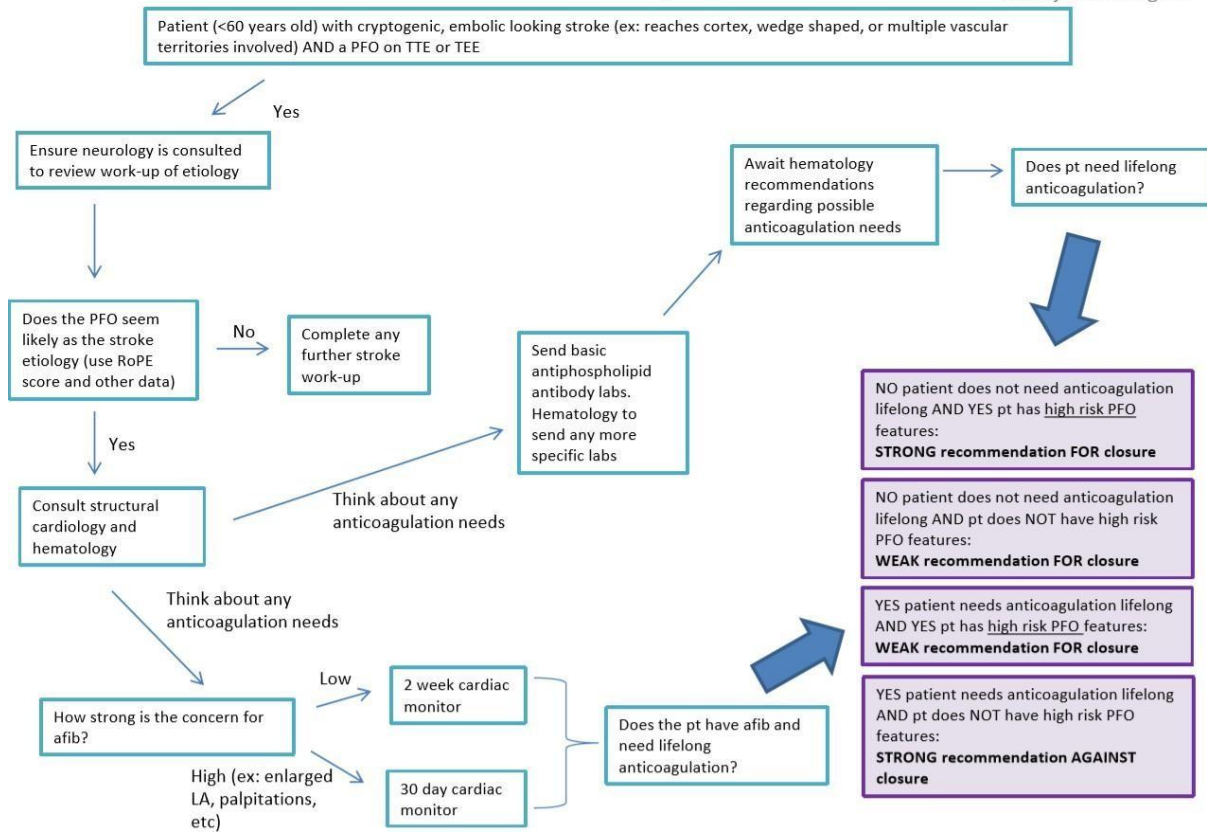 Patient (<60 years old) with cryptogenic, embolic looking stroke (ex: reaches cortex, wedge shaped, or multiple vascular
territories involved) AND a PFO on TTE or TEE
Yes
Ensure neurology is consulted
to review work-up of etiology
Does the PFO seem
likely as the stroke
etiology (use RoPE
score and other data)
No
Complete any
further stroke
work-up
Yes
Consult structural
cardiology and
hematology
Think about any
anticoagulation needs
Send basic
antiphospholipid
antibody labs.
Hematology to
send any more
specific labs
Await hematology
recommendations
regarding possible
anticoagulation needs
Does pt need lifelong
anticoagulation?
Think about any
anticoagulation needs
How strong is the concern for
afib?
Low
2 week cardiac
monitor
High (ex: enlarged
LA, palpitations,
etc)
30 day cardiac
monitor
Does the pt have afib and
need lifelong
anticoagulation?
NO patient does not need anticoagulation
lifelong AND YES pt has high risk PFO
features:
STRONG recommendation FOR closure
NO patient does not need anticoagulation
lifelong AND pt does NOT have high risk
PFO features:
WEAK recommendation FOR closure
YES patient needs anticoagulation lifelong
AND YES pt has high risk PFO features:
WEAK recommendation FOR closure
YES patient needs anticoagulation lifelong
AND pt does NOT have high risk PFO
features:
STRONG recommendation AGAINST
closure